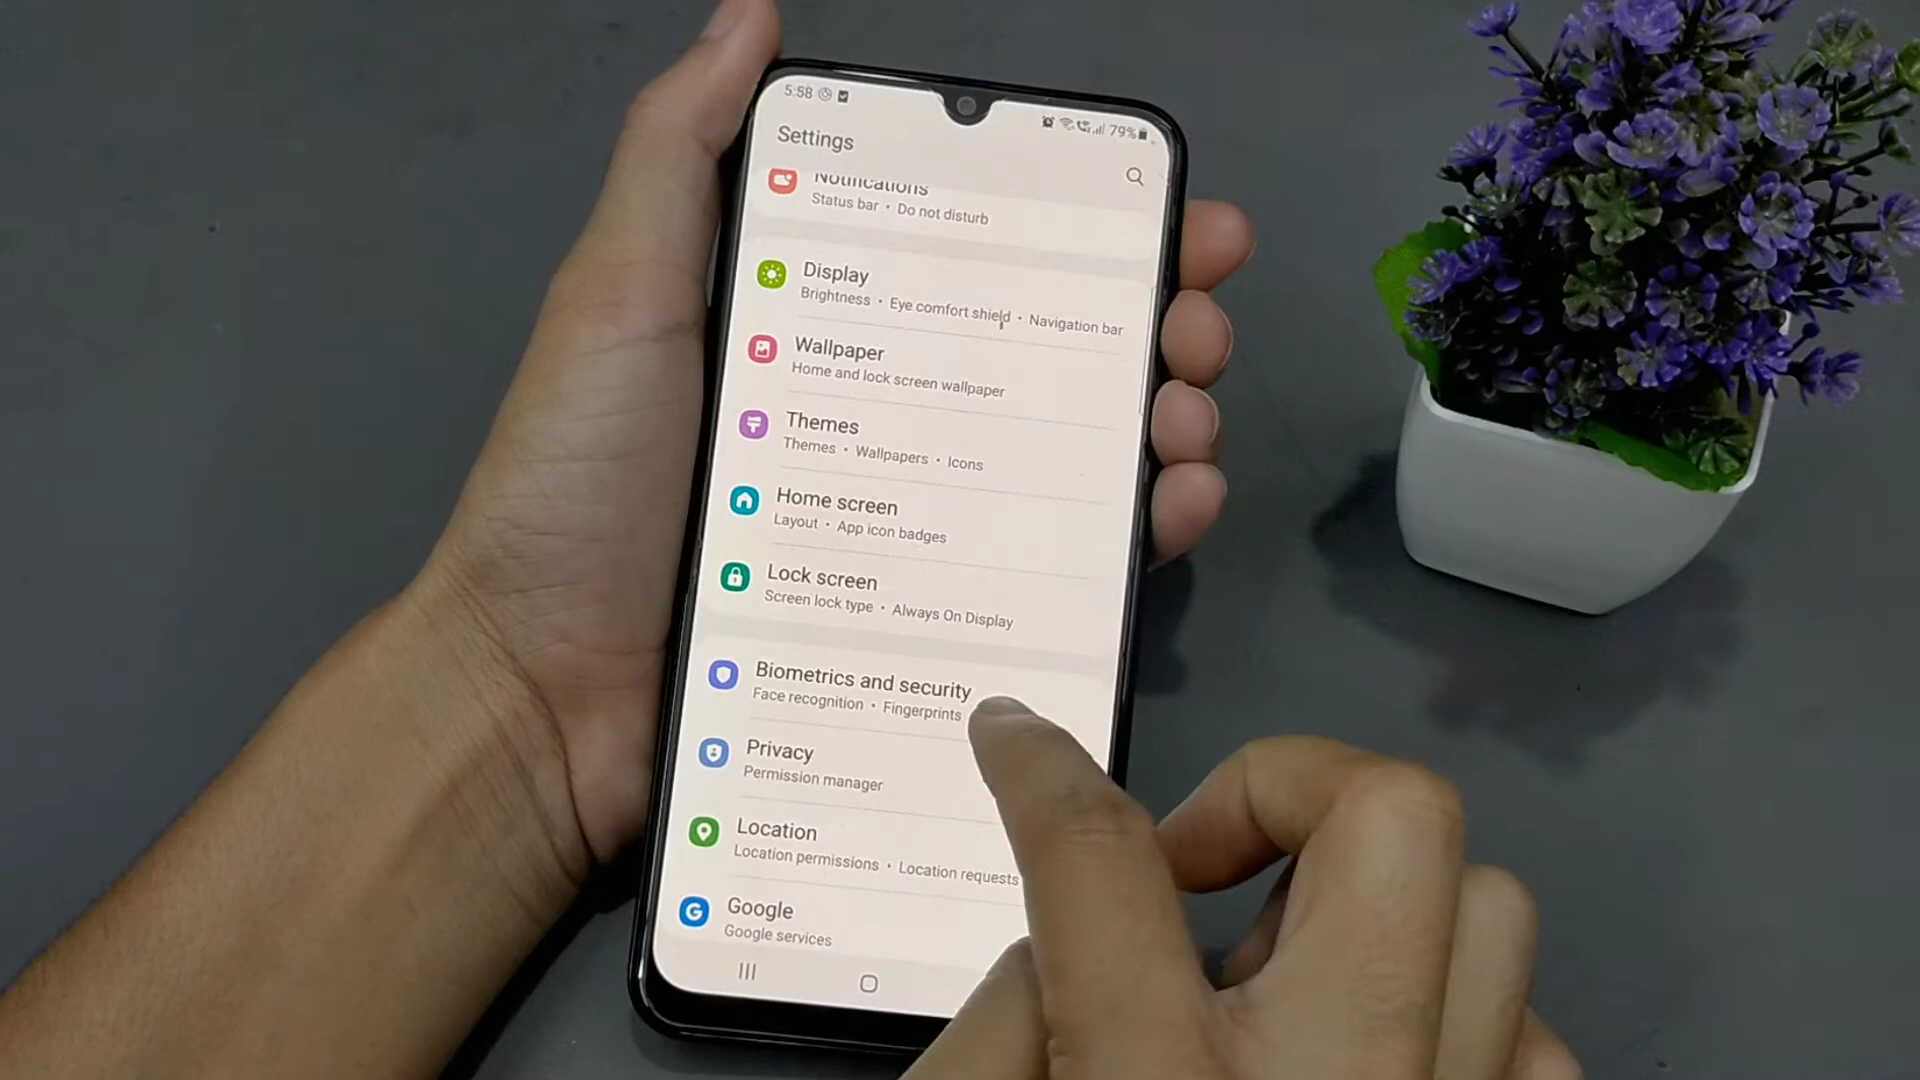 5:58 79%
Settings
Notifications
Status bar • Do not disturb
Display
Brightness • Eye comfort shield • Navigation bar
Wallpaper
Home and lock screen wallpaper
Themes
Themes • Wallpapers • Icons
Home screen
Layout • App icon badges
Lock screen
Screen lock type • Always On Display
Biometrics and security
Face recognition • Fingerprints
Privacy
Permission manager
Location
Location permissions • Location requests
G Google
Google services